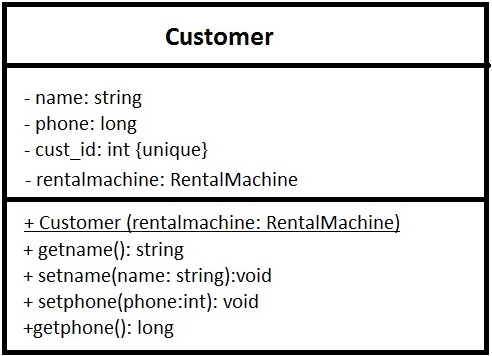 Customer
- name: string
- phone: long
- cust_id: int {unique}
- rentalmachine: RentalMachine
+ Customer (rentalmachine: RentalMachine)
+ getname(): string
+ setname(name: string):void
+ setphone(phone:int): void
+getphone(): long